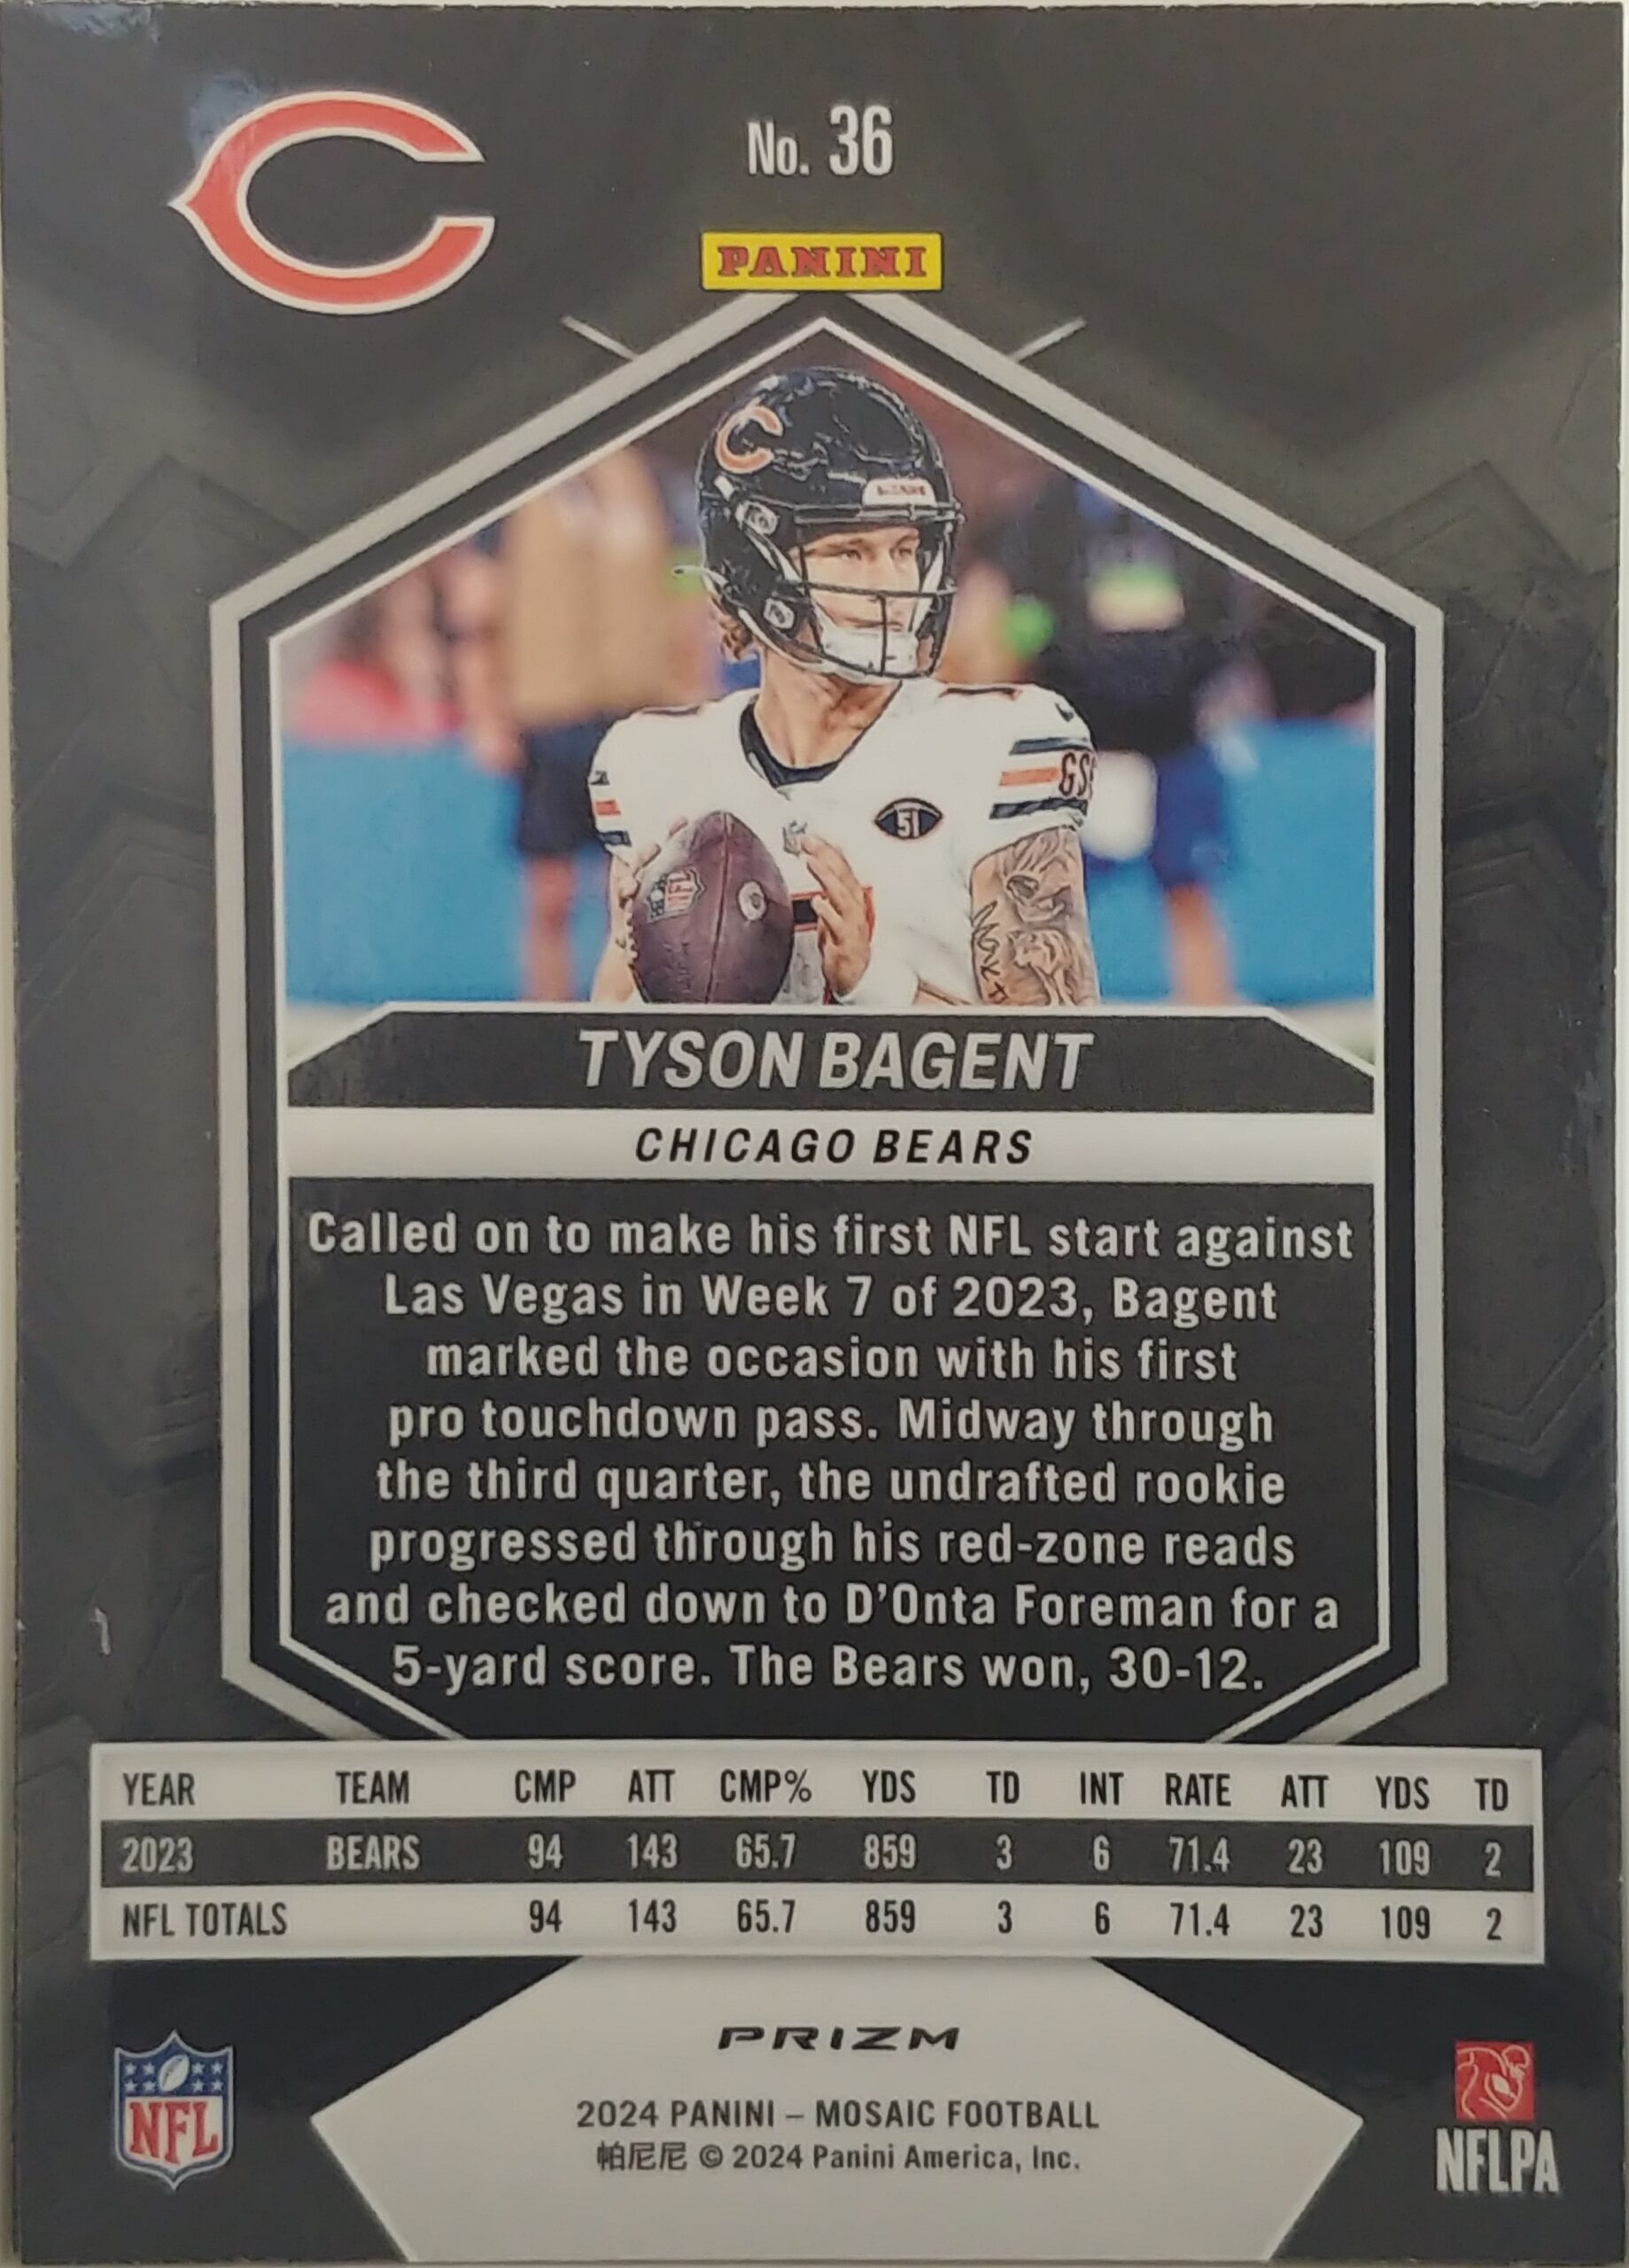 No. 36
PANINI
51
TYSON BAGENT
CHICAGO BEARS
Called on to make his first NFL start against
Las Vegas in Week 7 of 2023, Bagent
marked the occasion with his first
pro touchdown pass. Midway through
the third quarter, the undrafted rookie
progressed through his red-zone reads
and checked down to D'Onta Foreman for a
5-yard score. The Bears won, 30-12.
YEAR TEAM CMP ATT CMP% YDS TD INT RATE ATT YDS TD
2023 BEARS 94 143 65.7 859 3 6 71.4 23 109 2
NFL TOTALS 94 143 65.7 859 3 6 71.4 23 109 2
PRIZM
2024 PANINI – MOSAIC FOOTBALL
帕尼尼 © 2024 Panini America, Inc.
NFL
NFLPA